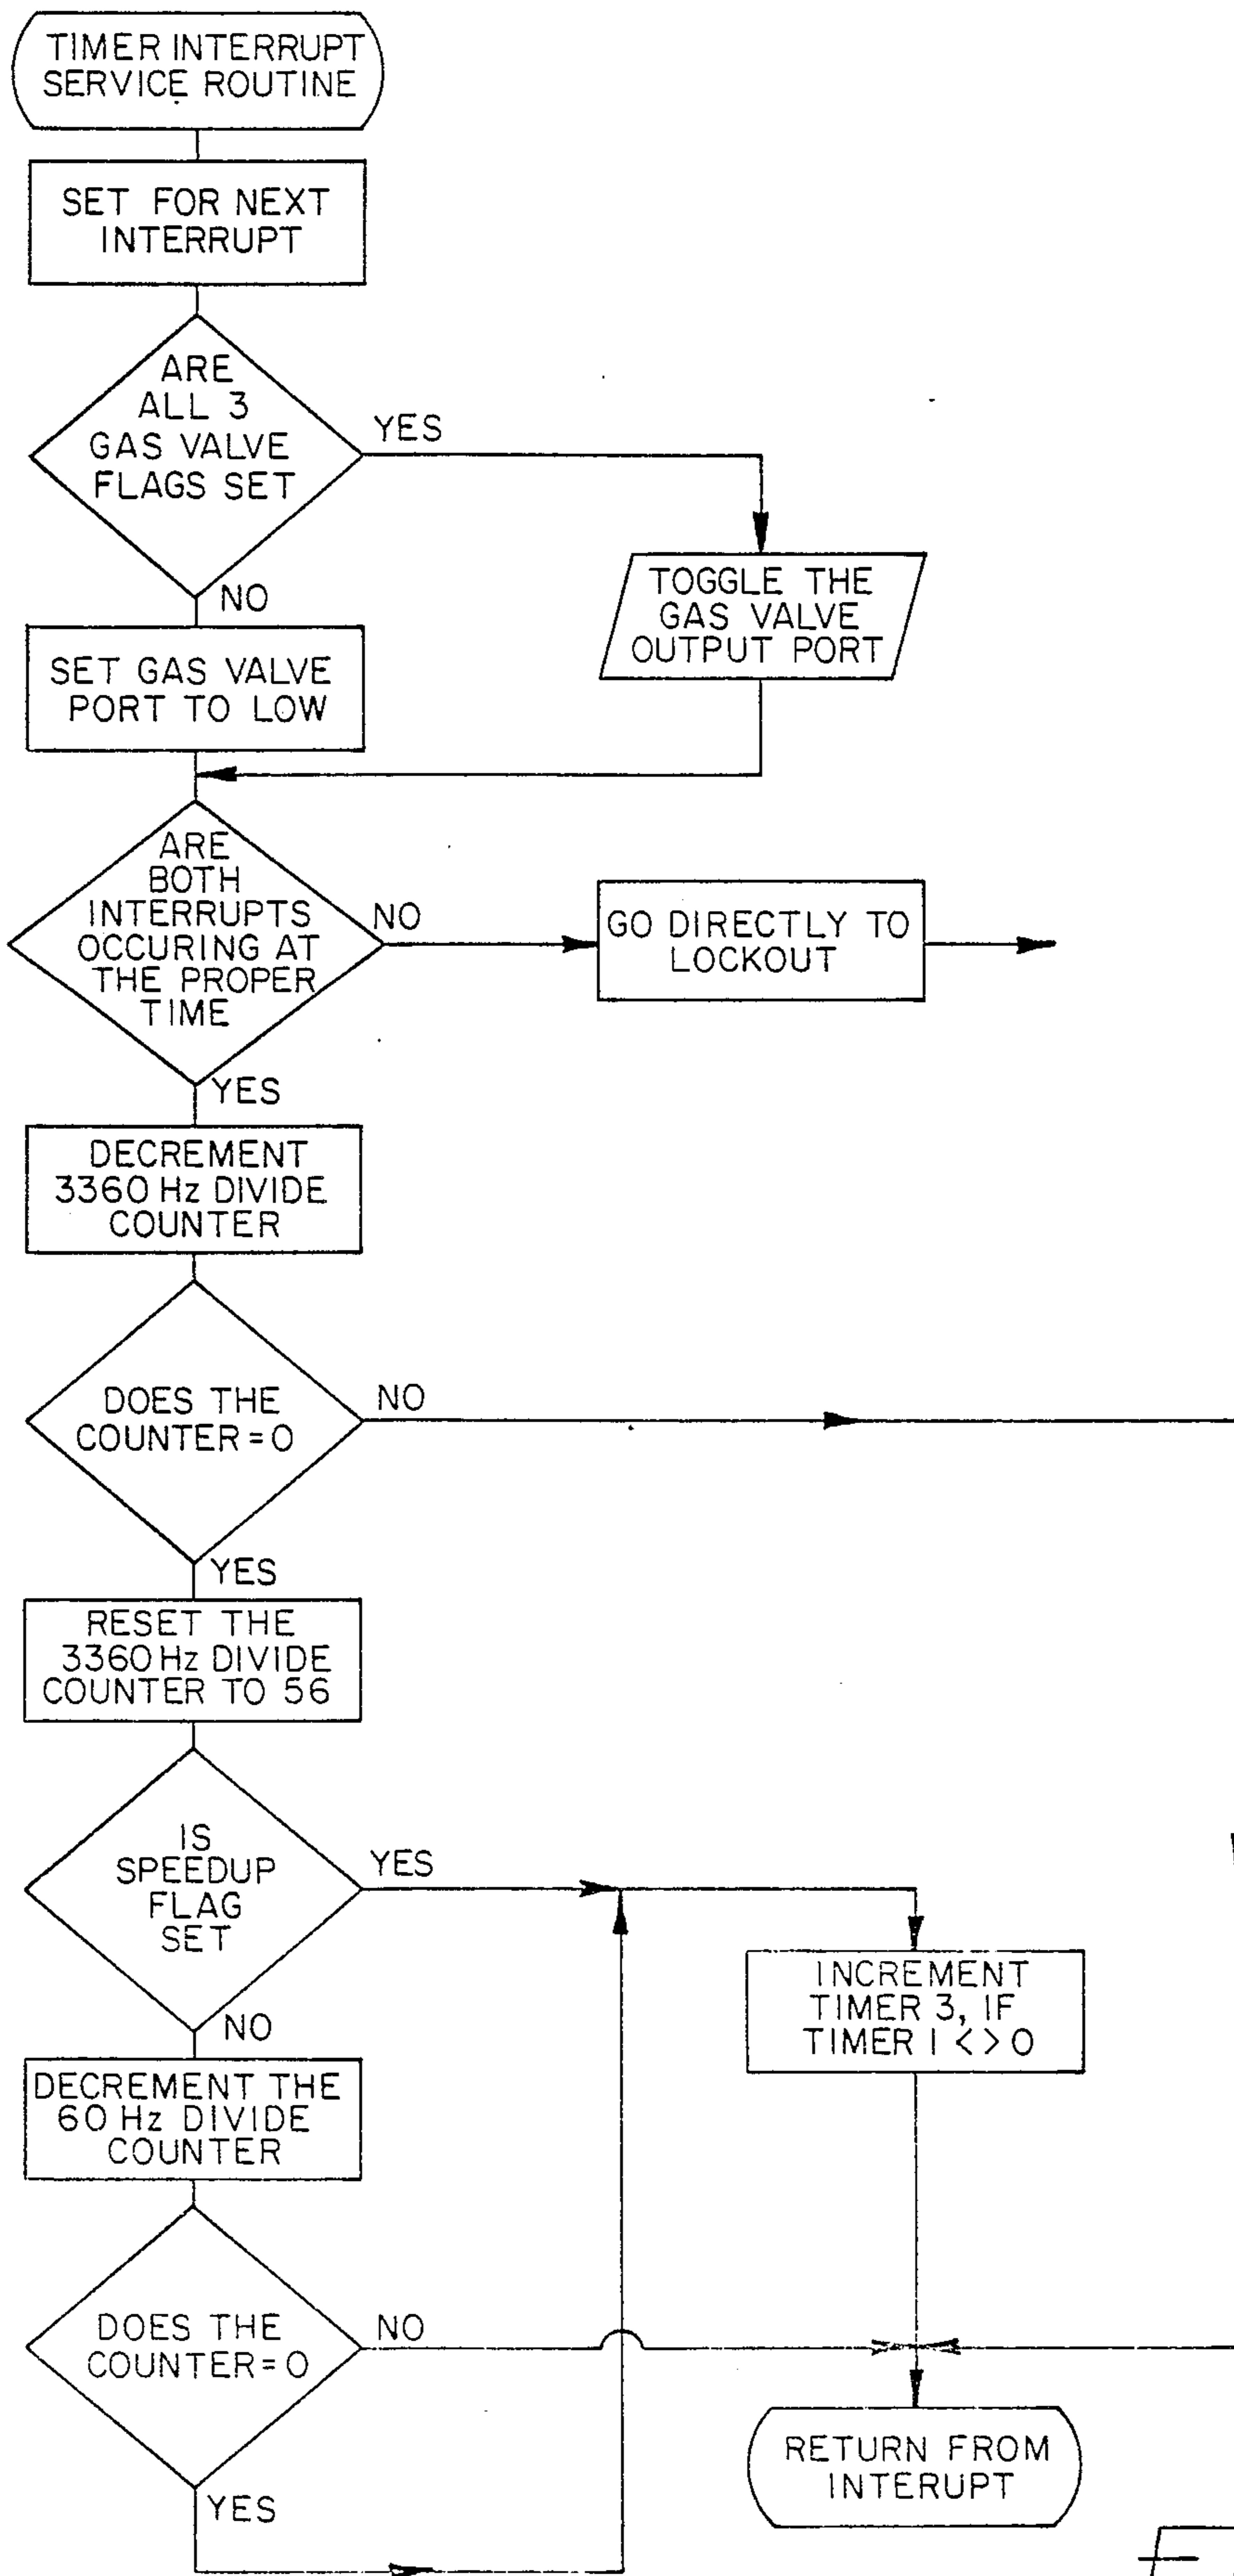 TIMER INTERRUPT
SERVICE ROUTINE
SET FOR NEXT
INTERRUPT
ARE
ALL 3
GAS VALVE
FLAGS SET
YES
NO
TOGGLE THE
GAS VALVE
OUTPUT PORT
SET GAS VALVE
PORT TO LOW
ARE
BOTH
INTERRUPTS
OCCURING AT
THE PROPER
TIME
NO
GO DIRECTLY TO
LOCKOUT
YES
DECREMENT
3360 Hz DIVIDE
COUNTER
DOES THE
COUNTER=0
NO
YES
RESET THE
3360 Hz DIVIDE
COUNTER TO 56
IS
SPEEDUP
FLAG
SET
YES
INCREMENT
TIMER 3, IF
TIMER 1 <> 0
NO
DECREMENT THE
60 Hz DIVIDE
COUNTER
DOES THE
COUNTER=0
NO
RETURN FROM
INTERUPT
YES